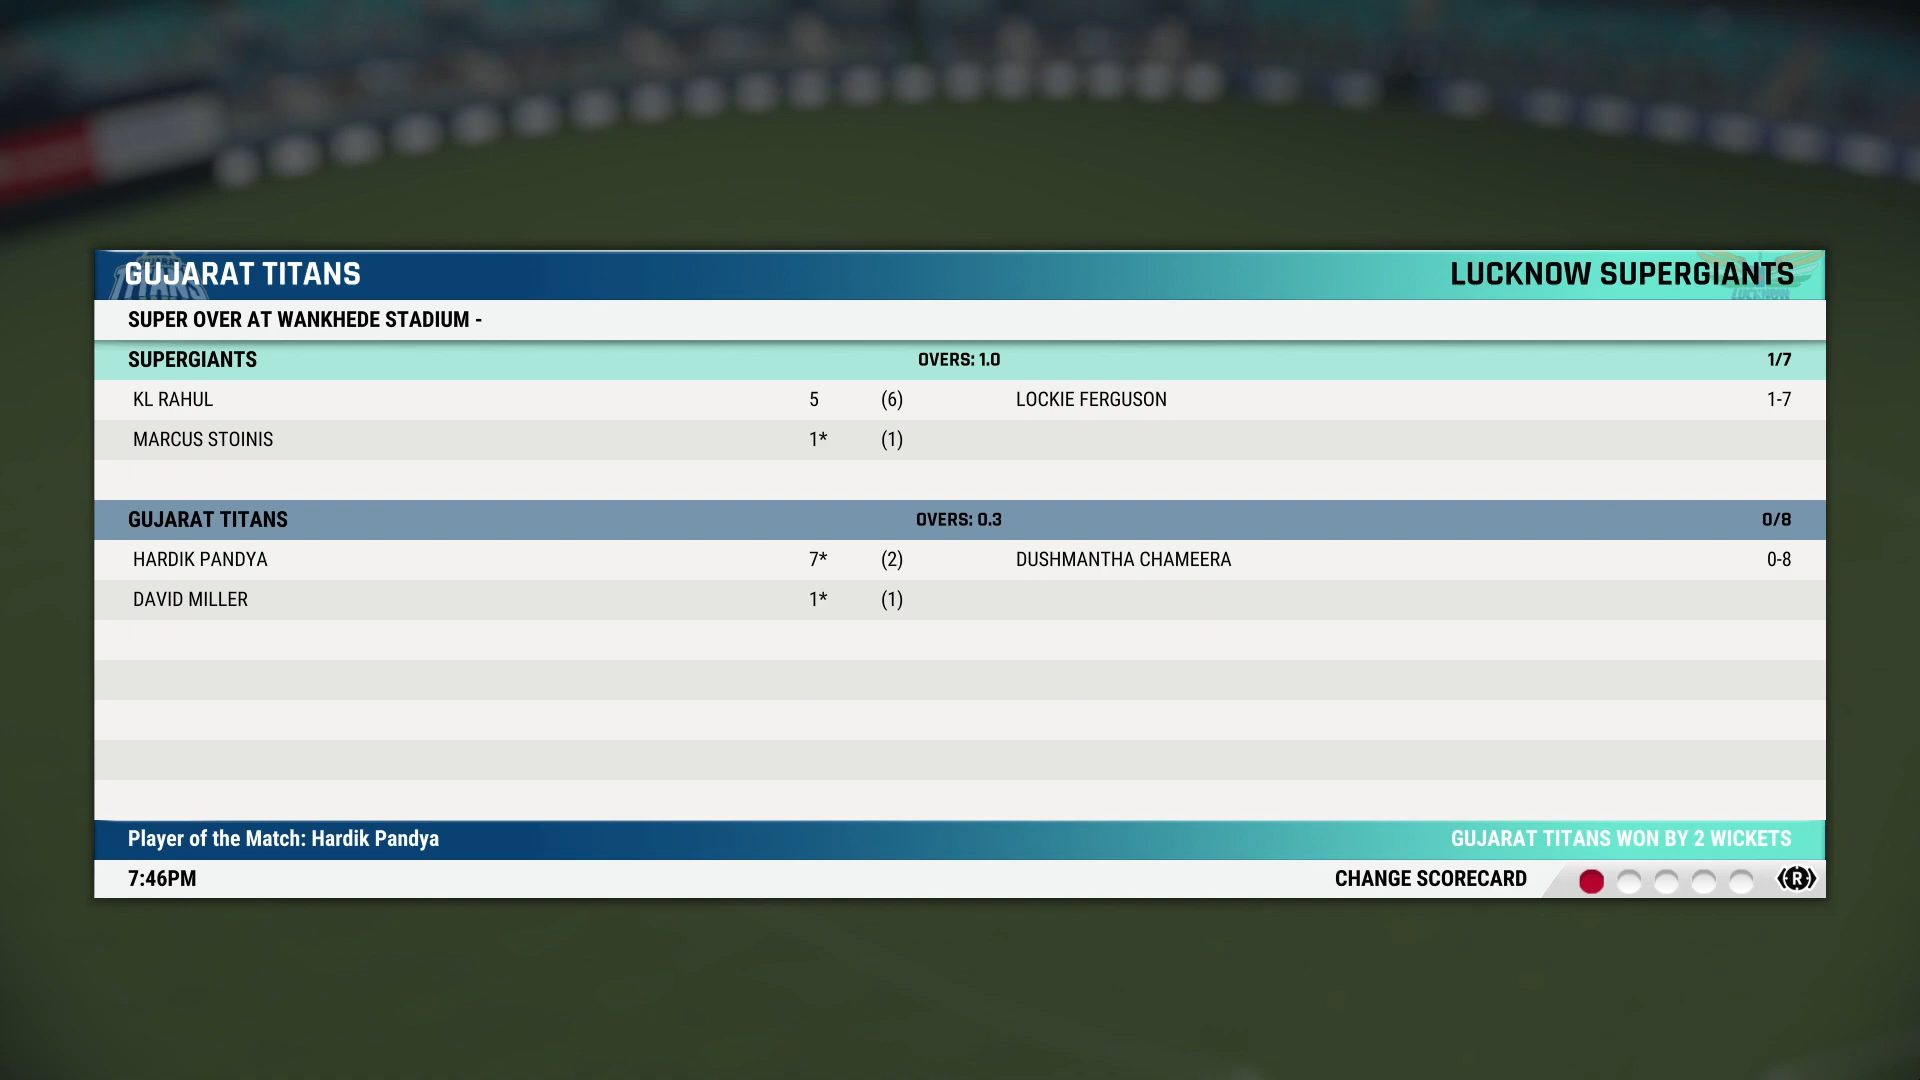 GUJARAT TITANS LUCKNOW SUPERGIANTS
SUPER OVER AT WANKHEDE STADIUM -
SUPERGIANTS OVERS: 1.0 1/7
KL RAHUL 5 (6) LOCKIE FERGUSON 1-7
MARCUS STOINIS 1* (1)
GUJARAT TITANS OVERS: 0.3 0/8
HARDIK PANDYA 7* (2) DUSHMANTHA CHAMEERA 0-8
DAVID MILLER 1* (1)
Player of the Match: Hardik Pandya GUJARAT TITANS WON BY 2 WICKETS
7:46PM CHANGE SCORECARD R